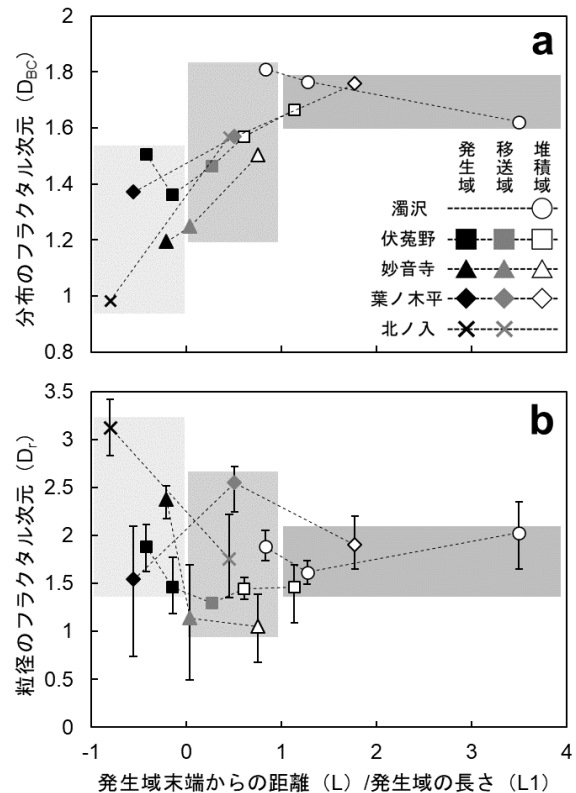 a
2
1.8
1.6
1.4
1.2
1
0.8
分布のフラクタル次元（DBC）
発生域 移送域 堆積域
濁沢
伏菟野
妙音寺
葉ノ木平
北ノ入
b
3.5
3
2.5
2
1.5
1
0.5
0
粒径のフラクタル次元（Dr）
-1 0 1 2 3 4
発生域末端からの距離（L）/発生域の長さ（L1）